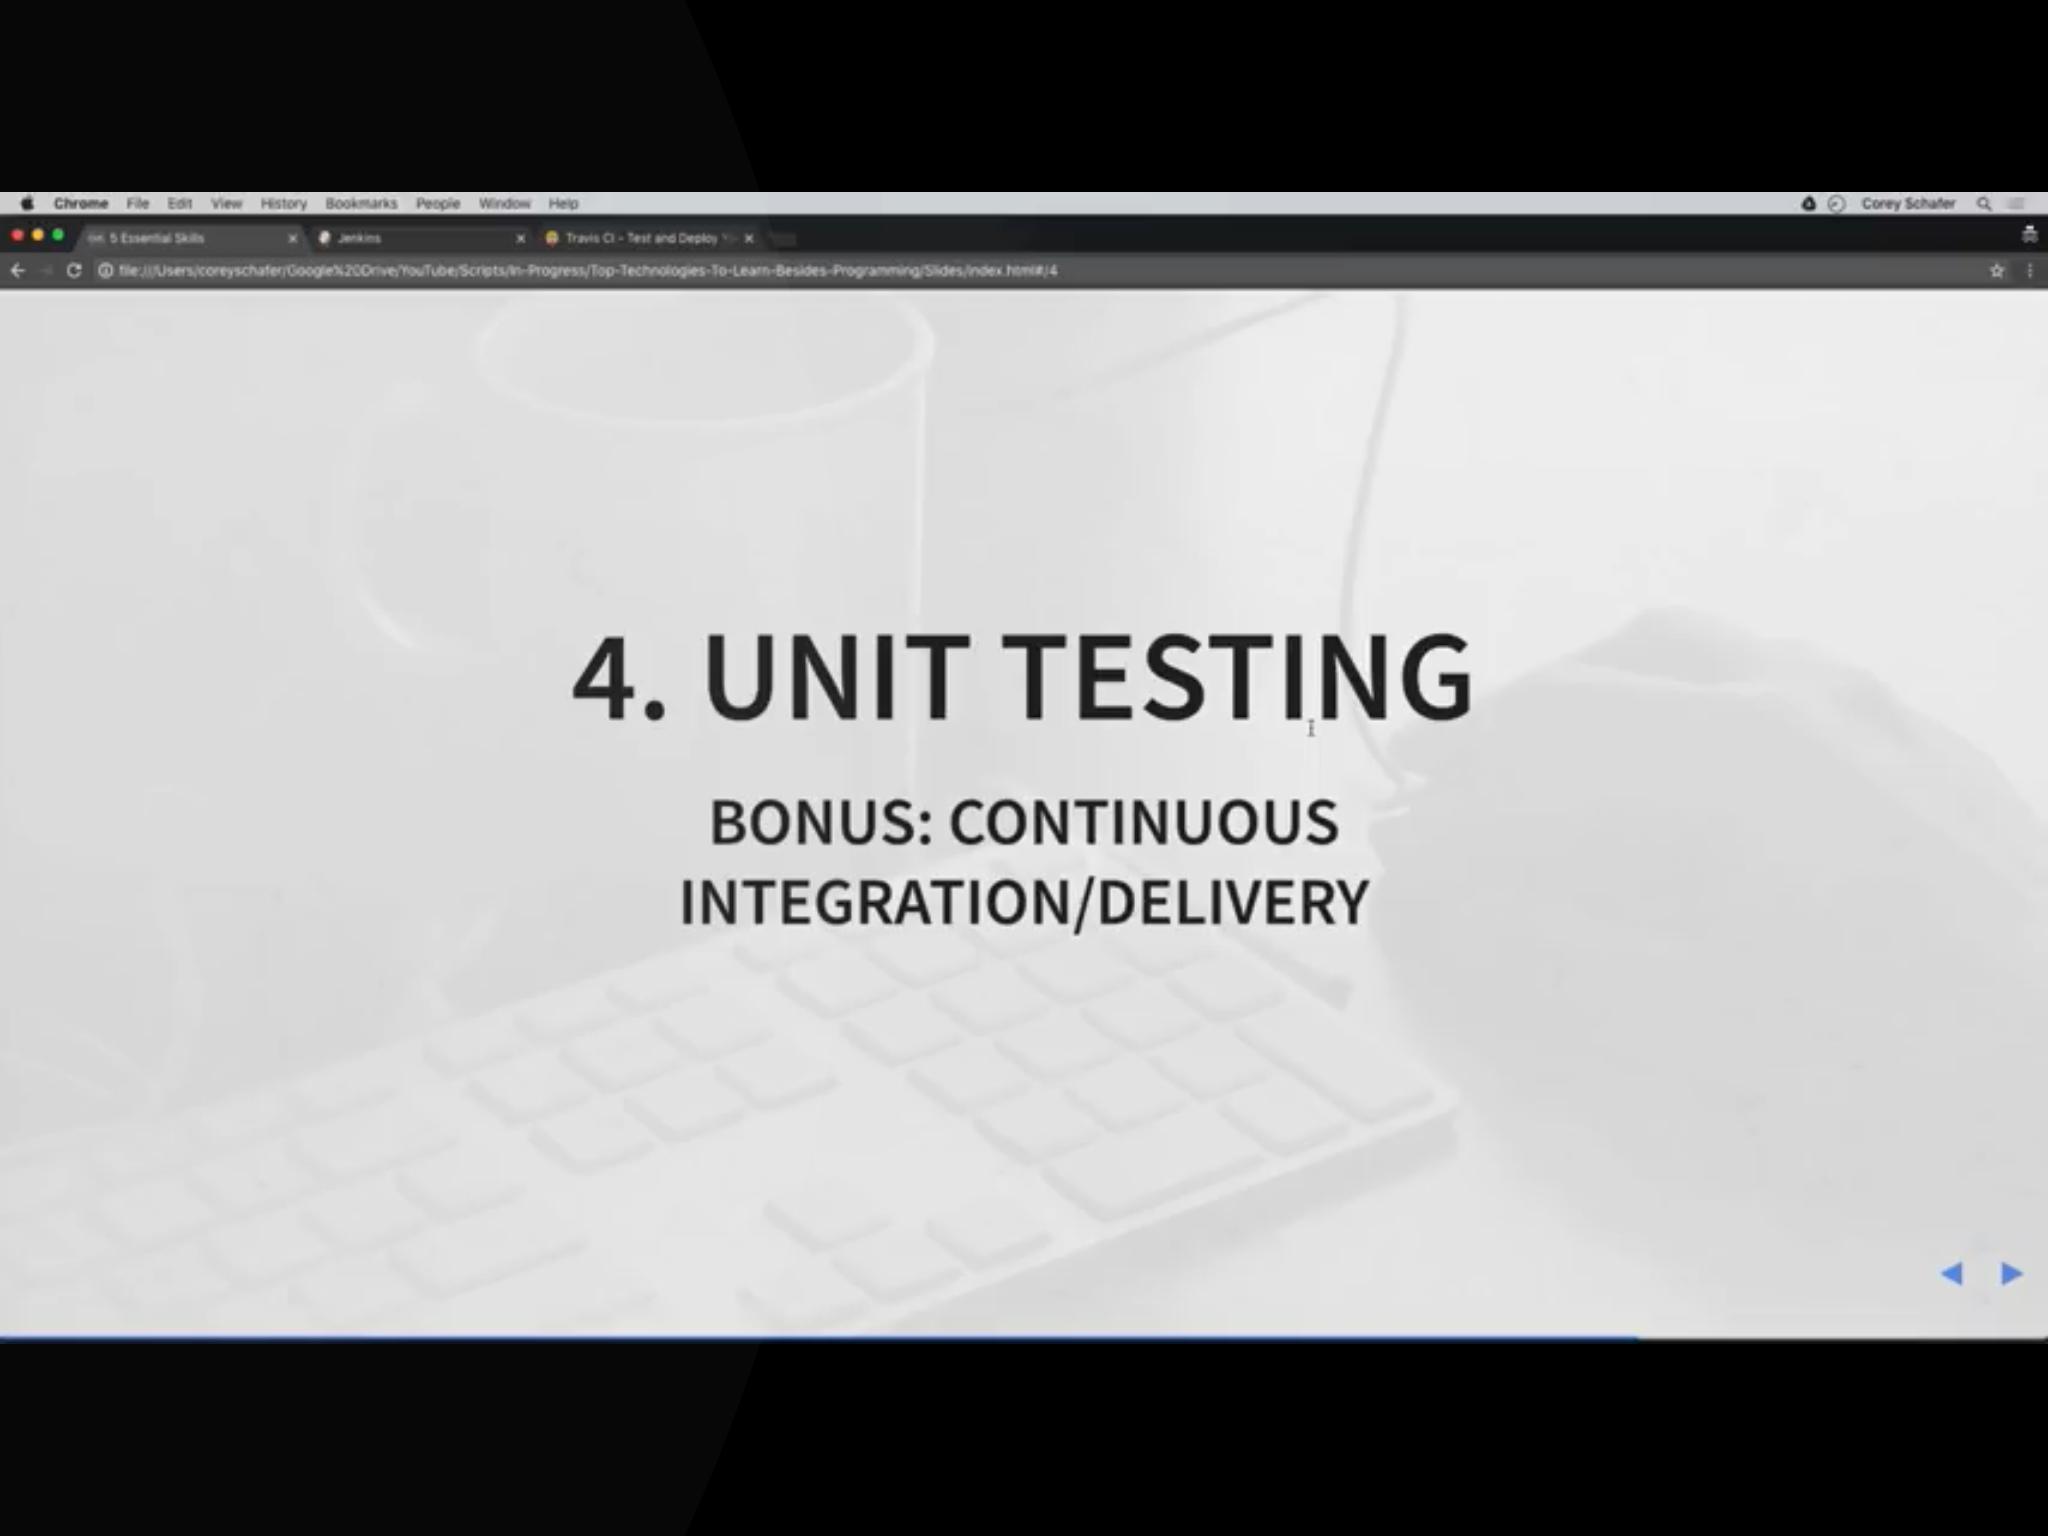 Chrome File Edit View History Bookmarks People Window Help Corey Schafer
5 Essential Skills Jenkins Travis CI - Test and Deploy
file:///Users/coreyschafer/Google%20Drive/YouTube/Scripts/In-Progress/Top-Technologies-To-Learn-Besides-Programming/Slides/index.html#/4
4. UNIT TESTING
BONUS: CONTINUOUS
INTEGRATION/DELIVERY